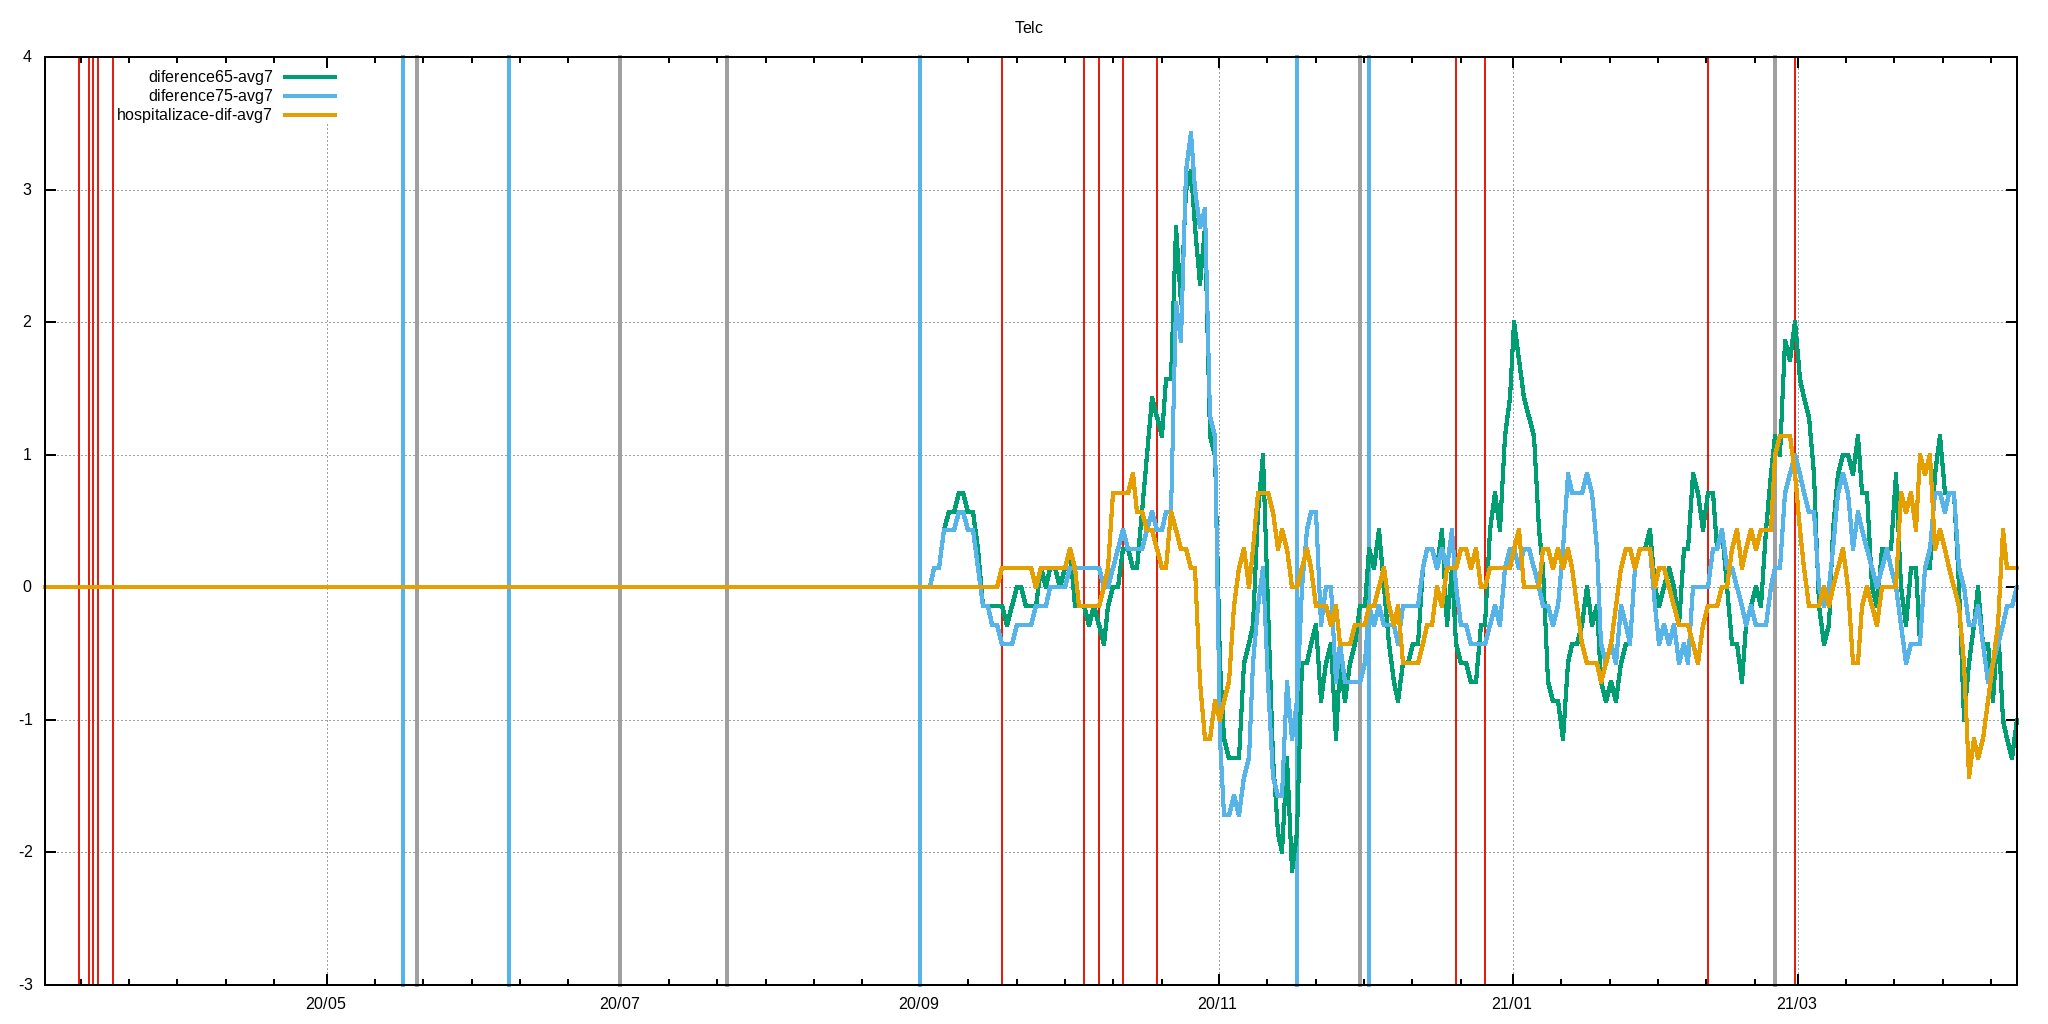 Telc
diference65-avg7
diference75-avg7
hospitalizace-dif-avg7
4
3
2
1
0
-1
-2
-3
20/05 20/07 20/09 20/11 21/01 21/03